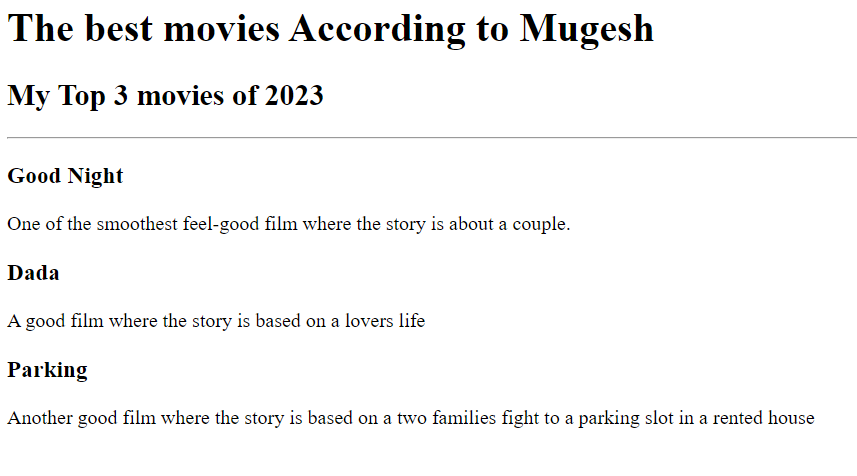 The best movies According to Mugesh
My Top 3 movies of 2023
Good Night
One of the smoothest feel-good film where the story is about a couple.
Dada
A good film where the story is based on a lovers life
Parking
Another good film where the story is based on a two families fight to a parking slot in a rented house